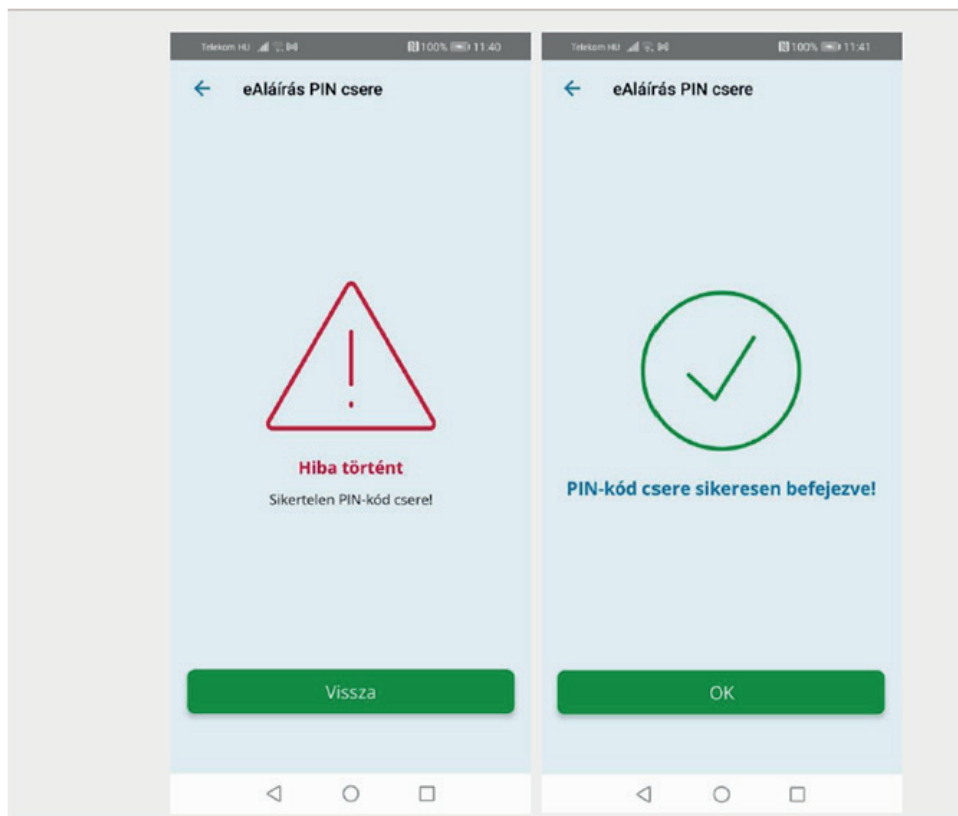 Telekom HU 100% 11:40
eAláírás PIN csere
Hiba történt
Sikertelen PIN-kód csere!
Vissza
Telekom HU 100% 11:41
eAláírás PIN csere
PIN-kód csere sikeresen befejezve!
OK